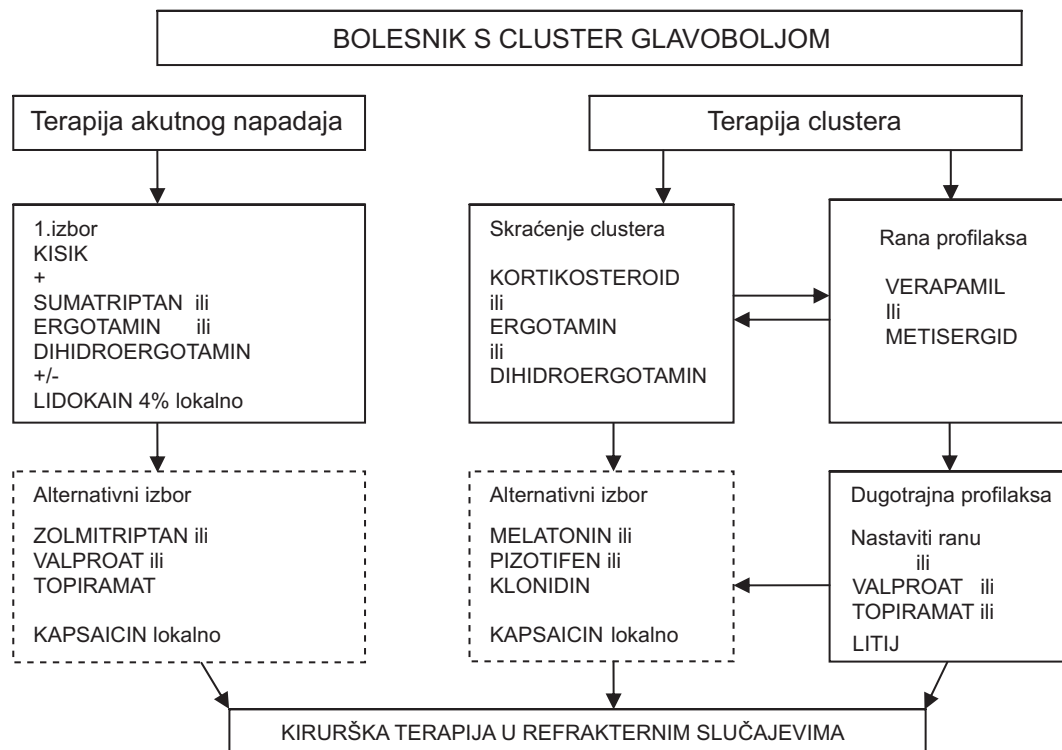 BOLESNIK S CLUSTER GLAVOBOLJOM
Terapija akutnog napadaja
Terapija clustera
1.izbor
KISIK
+
SUMATRIPTAN ili
ERGOTAMIN ili
DIHIDROERGOTAMIN
+/-
LIDOKAIN 4% lokalno
Skraćenje clustera
KORTIKOSTEROID
ili
ERGOTAMIN
ili
DIHIDROERGOTAMIN
Rana profilaksa
VERAPAMIL
Ili
METISERGID
Alternativni izbor
ZOLMITRIPTAN ili
VALPROAT ili
TOPIRAMAT
KAPSAICIN lokalno
Alternativni izbor
MELATONIN ili
PIZOTIFEN ili
KLONIDIN
KAPSAICIN lokalno
Dugotrajna profilaksa
Nastaviti ranu
ili
VALPROAT ili
TOPIRAMAT ili
LITIJ
KIRURŠKA TERAPIJA U REFRAKTERNIM SLUČAJEVIMA